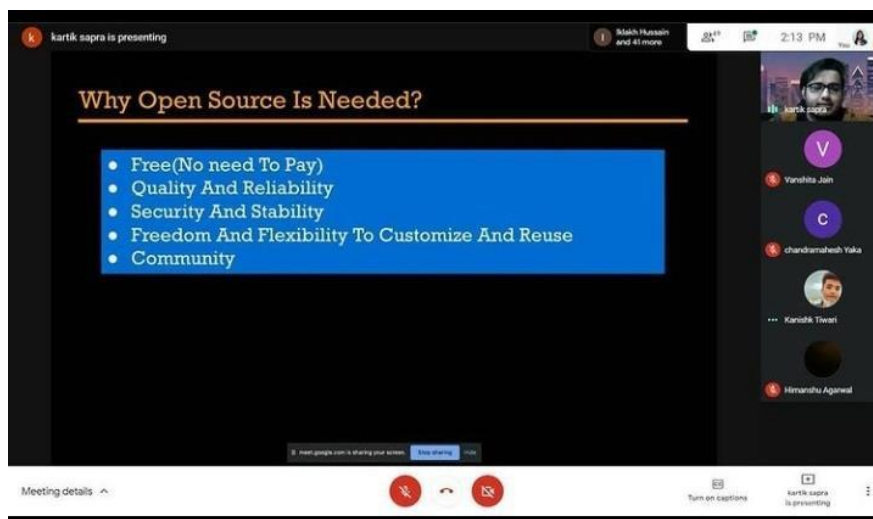 k kartik sapra is presenting
I Iklakh Hussain
and 41 more
49
2:13 PM
You
Why Open Source Is Needed?
● Free(No need To Pay)
● Quality And Reliability
● Security And Stability
● Freedom And Flexibility To Customize And Reuse
● Community
kartik sapra
V
Vanshita Jain
C
chandramahesh Yaka
Kanishk Tiwari
Himanshu Agarwal
meet.google.com is sharing your screen. Stop sharing Hide
Meeting details
Turn on captions
kartik sapra
is presenting